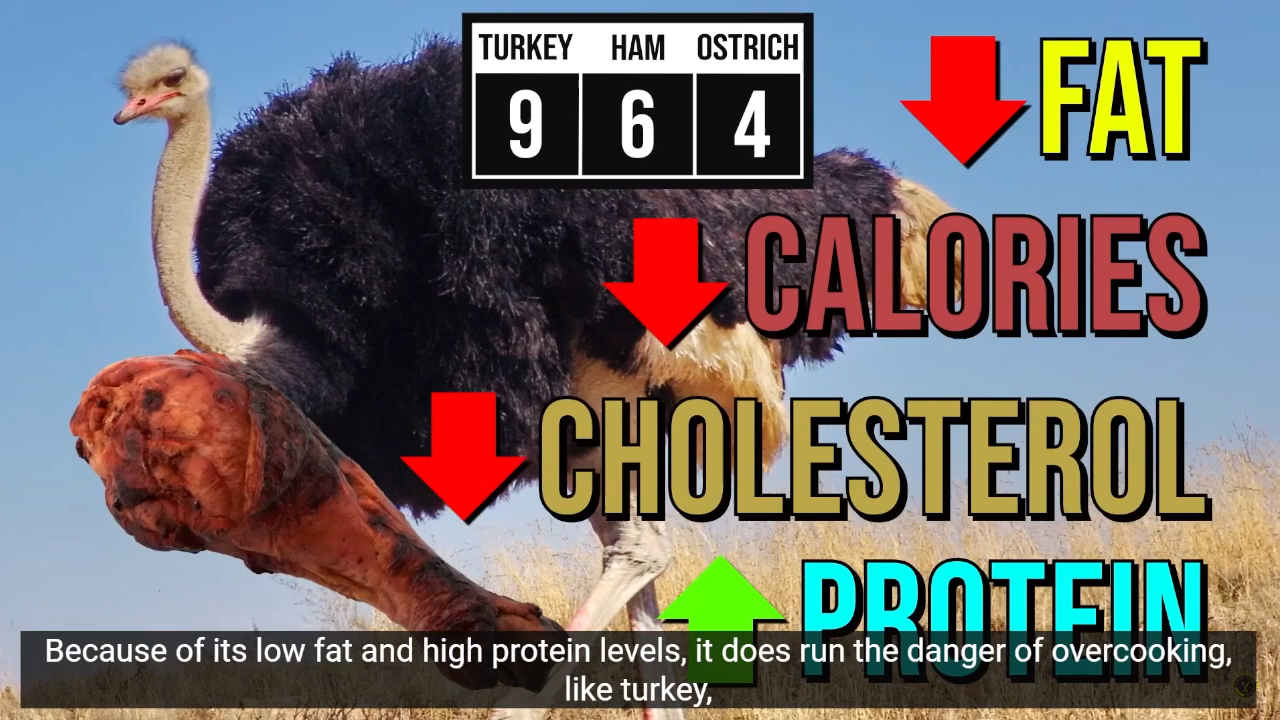 TURKEY HAM OSTRICH
9 6 4
FAT
CALORIES
CHOLESTEROL
PROTEIN
Because of its low fat and high protein levels, it does run the danger of overcooking,
like turkey,